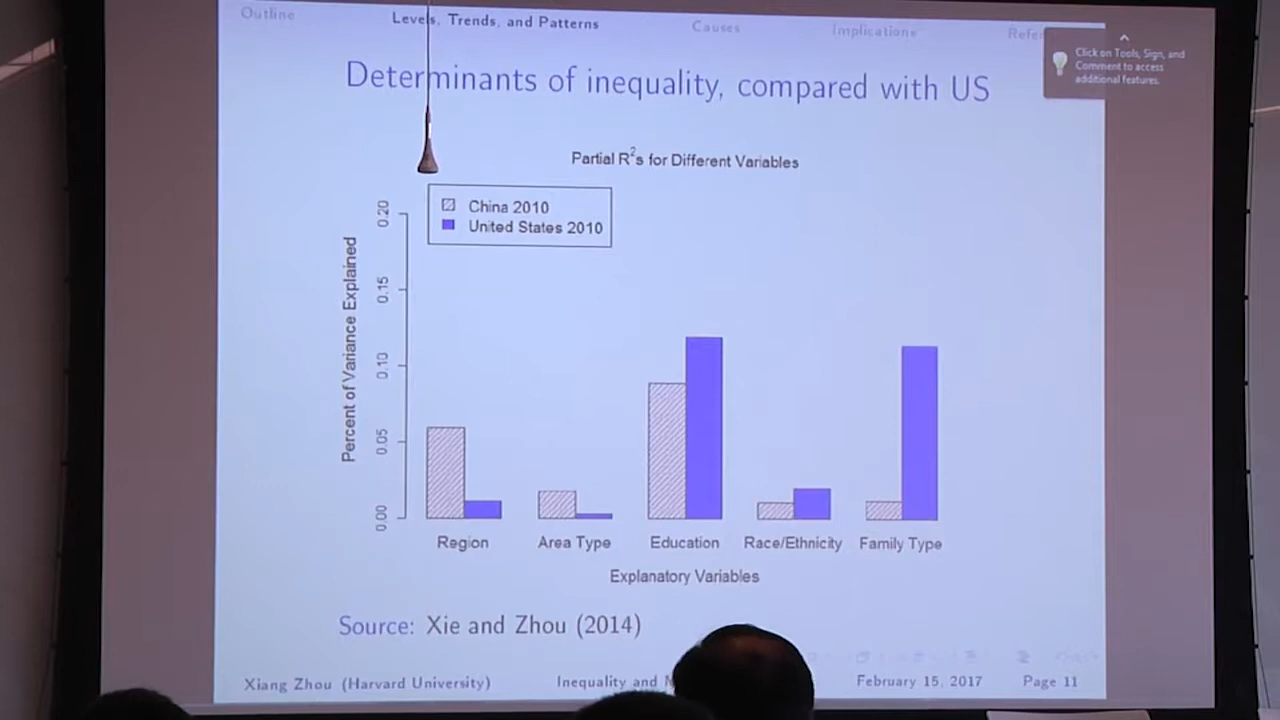 Outline Levels, Trends, and Patterns Causes Implications
Click on Tools, Sign, and
Comment to access
additional features.
Determinants of inequality, compared with US
Partial R²s for Different Variables
China 2010
United States 2010
Percent of Variance Explained
0.20
0.15
0.10
0.05
0.00
Region Area Type Education Race/Ethnicity Family Type
Explanatory Variables
Source: Xie and Zhou (2014)
Xiang Zhou (Harvard University) Inequality and February 15, 2017 Page 11